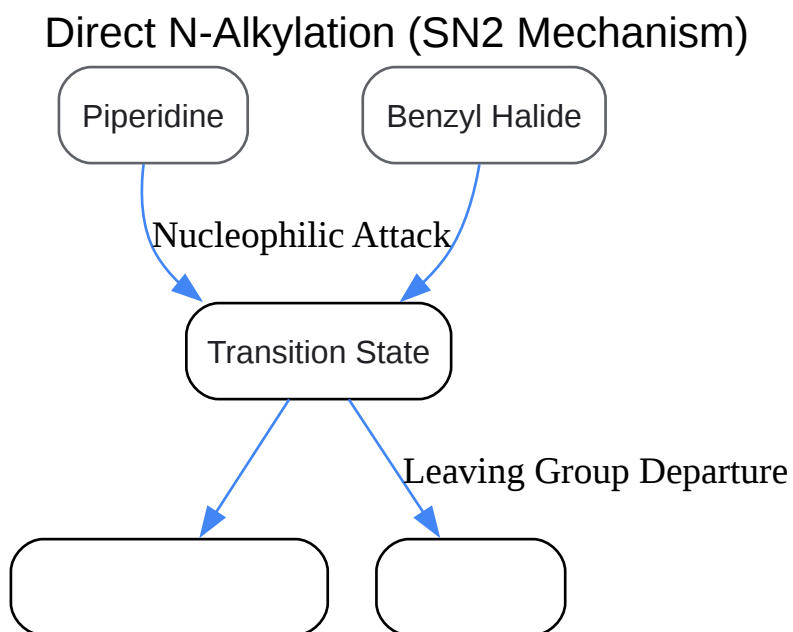 Direct N-Alkylation (SN2 Mechanism)
Piperidine
Benzyl Halide
Nucleophilic Attack
Transition State
Leaving Group Departure